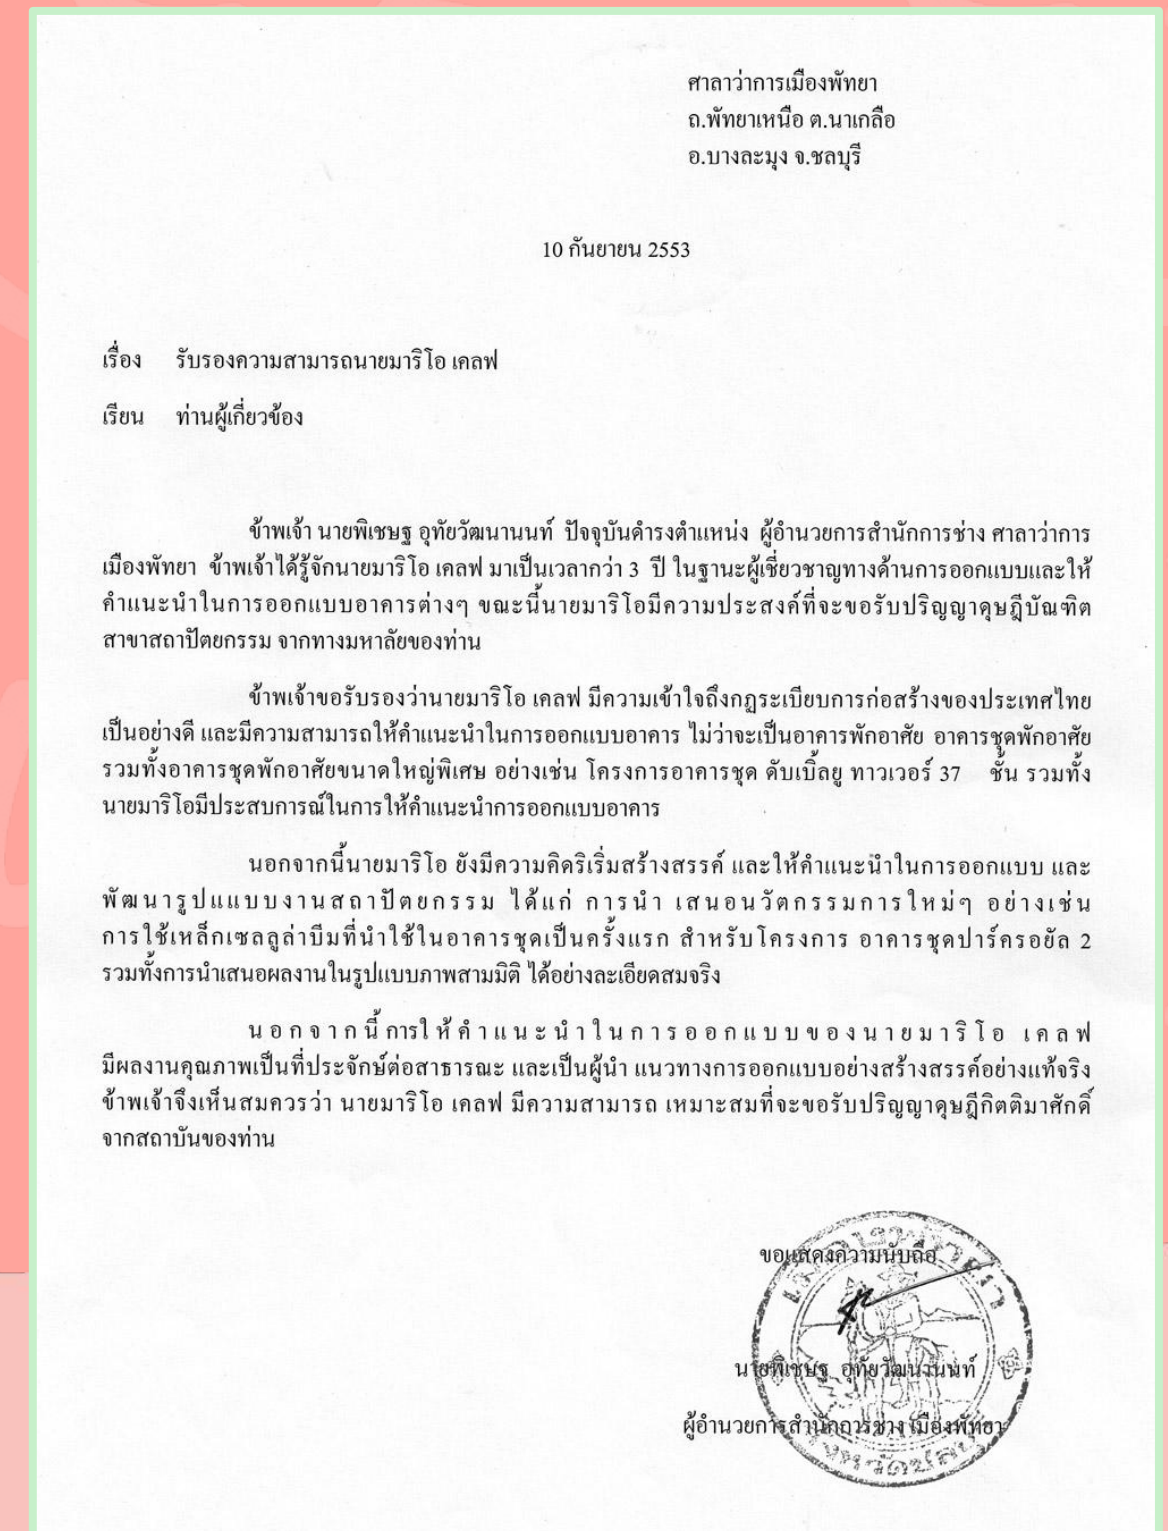 ศาลาว่าการเมืองพัทยา
ถ.พัทยาเหนือ ต.นาเกลือ
อ.บางละมุง จ.ชลบุรี
10 กันยายน 2553
เรื่อง รับรองความสามารถนายมาริโอ เคลฟ
เรียน ท่านผู้เกี่ยวข้อง
ข้าพเจ้า นายพิเชษฐ อุทัยวัฒนานนท์ ปัจจุบันดำรงตำแหน่ง ผู้อำนวยการสำนักการช่าง ศาลาว่าการ
เมืองพัทยา ข้าพเจ้าได้รู้จักนายมาริโอ เคลฟ มาเป็นเวลากว่า 3 ปี ในฐานะผู้เชี่ยวชาญทางด้านการออกแบบและให้
คำแนะนำในการออกแบบอาคารต่างๆ ขณะนี้นายมาริโอมีความประสงค์ที่จะขอรับปริญญาดุษฎีบัณฑิต
สาขาสถาปัตยกรรม จากทางมหาลัยของท่าน
ข้าพเจ้าขอรับรองว่านายมาริโอ เคลฟ มีความเข้าใจถึงกฏระเบียบการก่อสร้างของประเทศไทย
เป็นอย่างดี และมีความสามารถให้คำแนะนำในการออกแบบอาคาร ไม่ว่าจะเป็นอาคารพักอาศัย อาคารชุดพักอาศัย
รวมทั้งอาคารชุดพักอาศัยขนาดใหญ่พิเศษ อย่างเช่น โครงการอาคารชุด ดับเบิ้ลยู ทาวเวอร์ 37 ชั้น รวมทั้ง
นายมาริโอมีประสบการณ์ในการให้คำแนะนำการออกแบบอาคาร
นอกจากนี้นายมาริโอ ยังมีความคิดริเริ่มสร้างสรรค์ และให้คำแนะนำในการออกแบบ และ
พัฒนารูปแแบบงานสถาปัตยกรรม ได้แก่ การนำ เสนอนวัตกรรมการใหม่ๆ อย่างเช่น
การใช้เหล็กเซลลูล่าบีมที่นำใช้ในอาคารชุดเป็นครั้งแรก สำหรับโครงการ อาคารชุดปาร์ครอยัล 2
รวมทั้งการนำเสนอผลงานในรูปแบบภาพสามมิติ ได้อย่างละเอียดสมจริง
นอกจากนี้ การให้คำแนะนำในการออกแบบของนายมาริโอ เคลฟ
มีผลงานคุณภาพเป็นที่ประจักษ์ต่อสาธารณะ และเป็นผู้นำ แนวทางการออกแบบอย่างสร้างสรรค์อย่างแท้จริง
ข้าพเจ้าจึงเห็นสมควรว่า นายมาริโอ เคลฟ มีความสามารถ เหมาะสมที่จะขอรับปริญญาดุษฎีกิตติมาศักดิ์
จากสถาบันของท่าน
ขอแสดงความนับถือ
นายพิเชษฐ อุทัยวัฒนานนท์
ผู้อำนวยการสำนักการช่าง เมืองพัทยา
เมืองพัทยา
จังหวัดชลบุรี